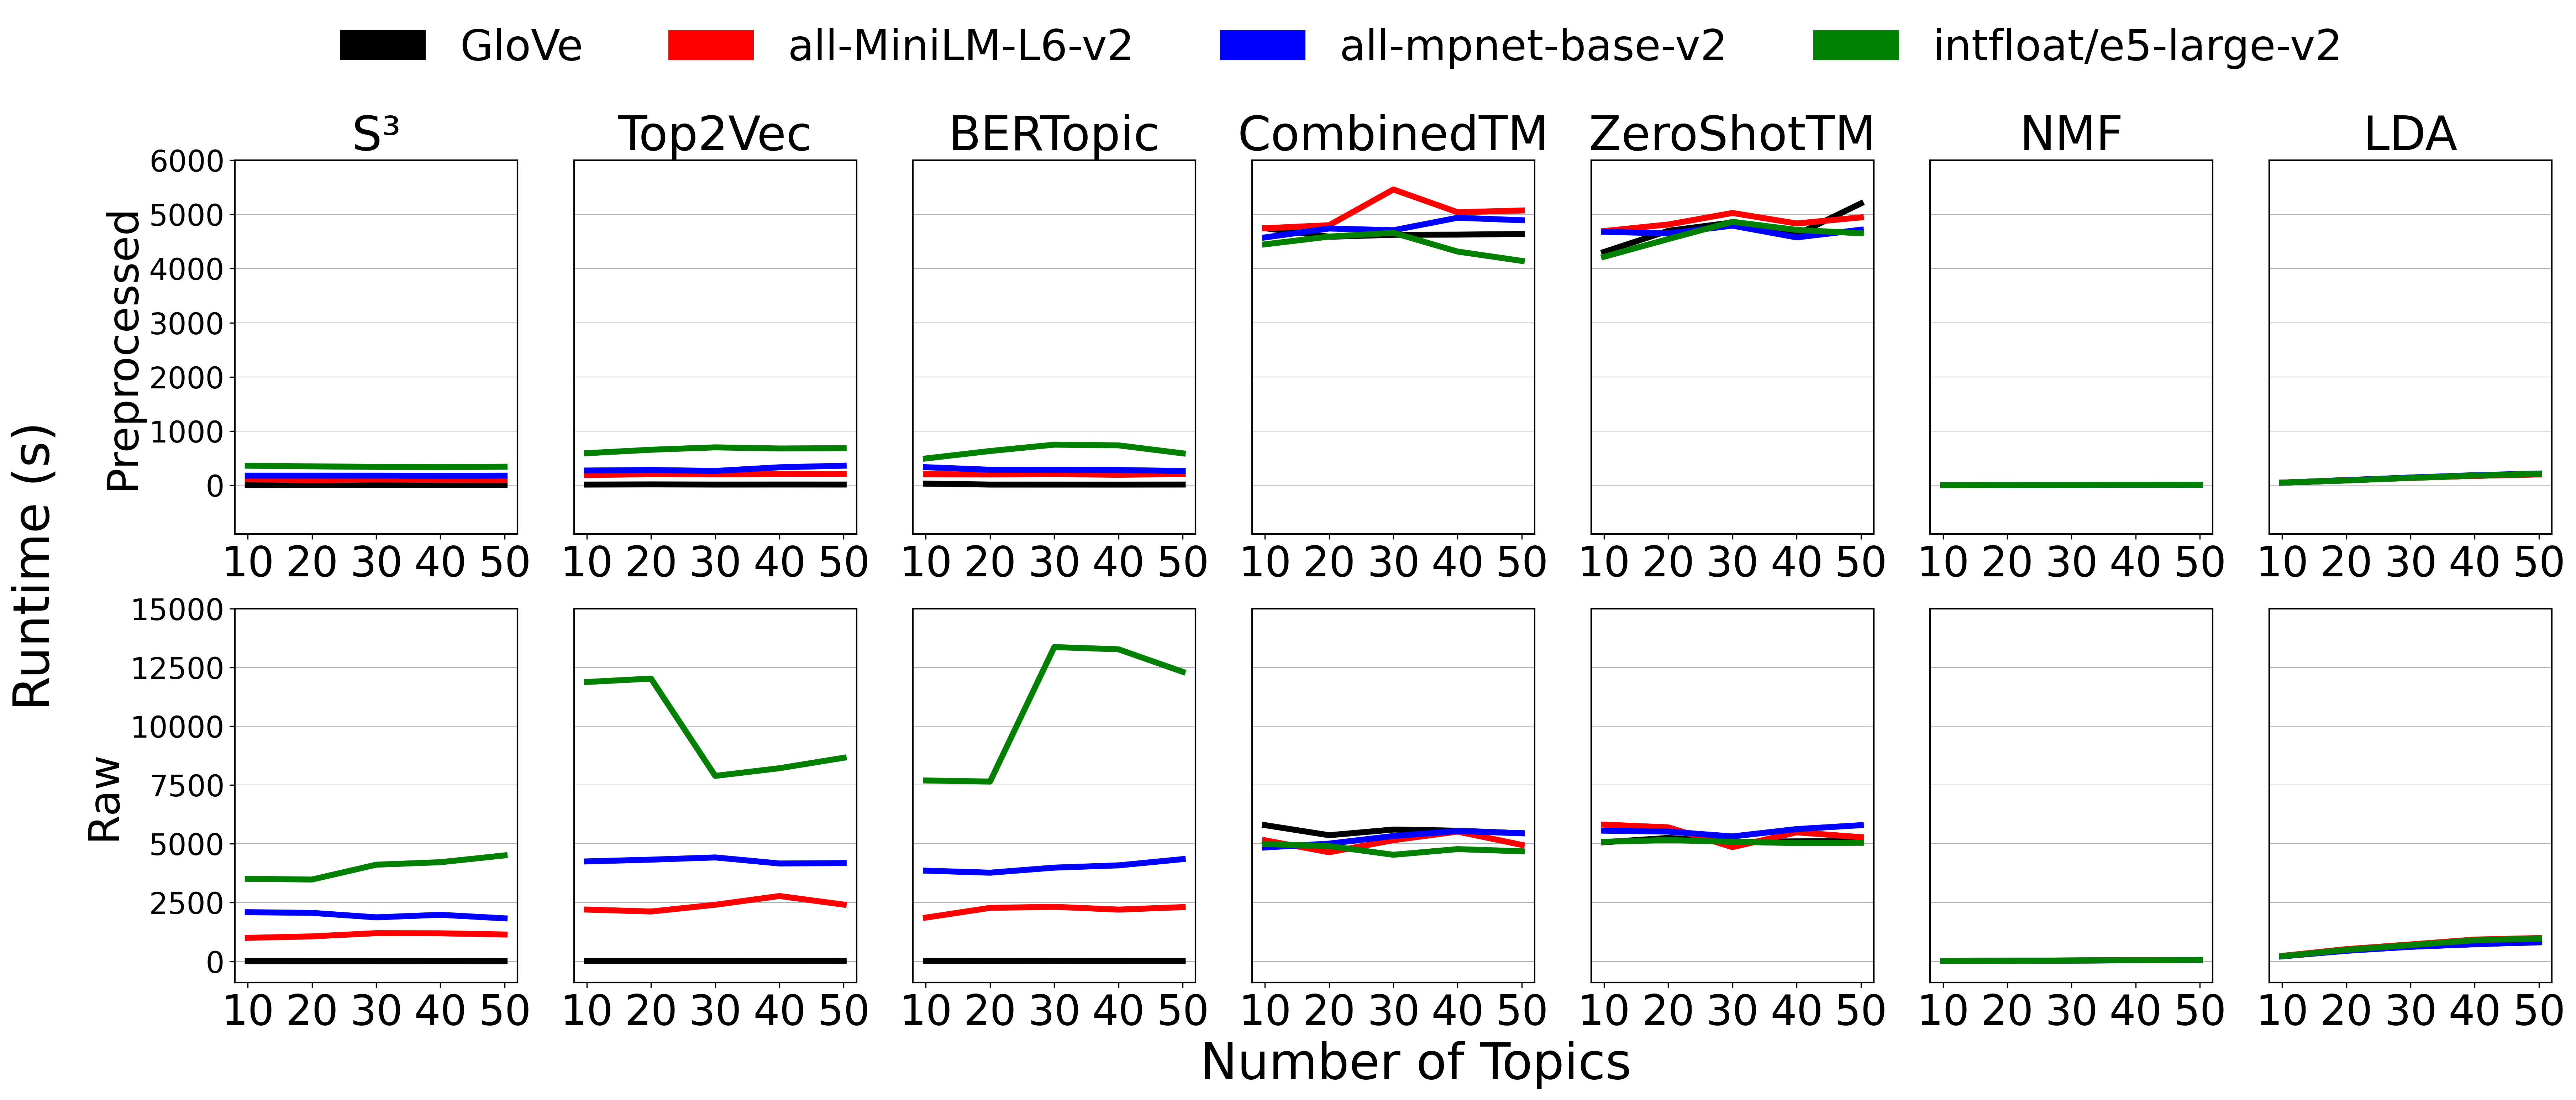 GloVe all-MiniLM-L6-v2 all-mpnet-base-v2 intfloat/e5-large-v2
S³ Top2Vec BERTopic CombinedTM ZeroShotTM NMF LDA
Runtime (s)
Preprocessed
6000
5000
4000
3000
2000
1000
0
10 20 30 40 50 10 20 30 40 50 10 20 30 40 50 10 20 30 40 50 10 20 30 40 50 10 20 30 40 50 10 20 30 40 50
Raw
15000
12500
10000
7500
5000
2500
0
10 20 30 40 50 10 20 30 40 50 10 20 30 40 50 10 20 30 40 50 10 20 30 40 50 10 20 30 40 50 10 20 30 40 50
Number of Topics